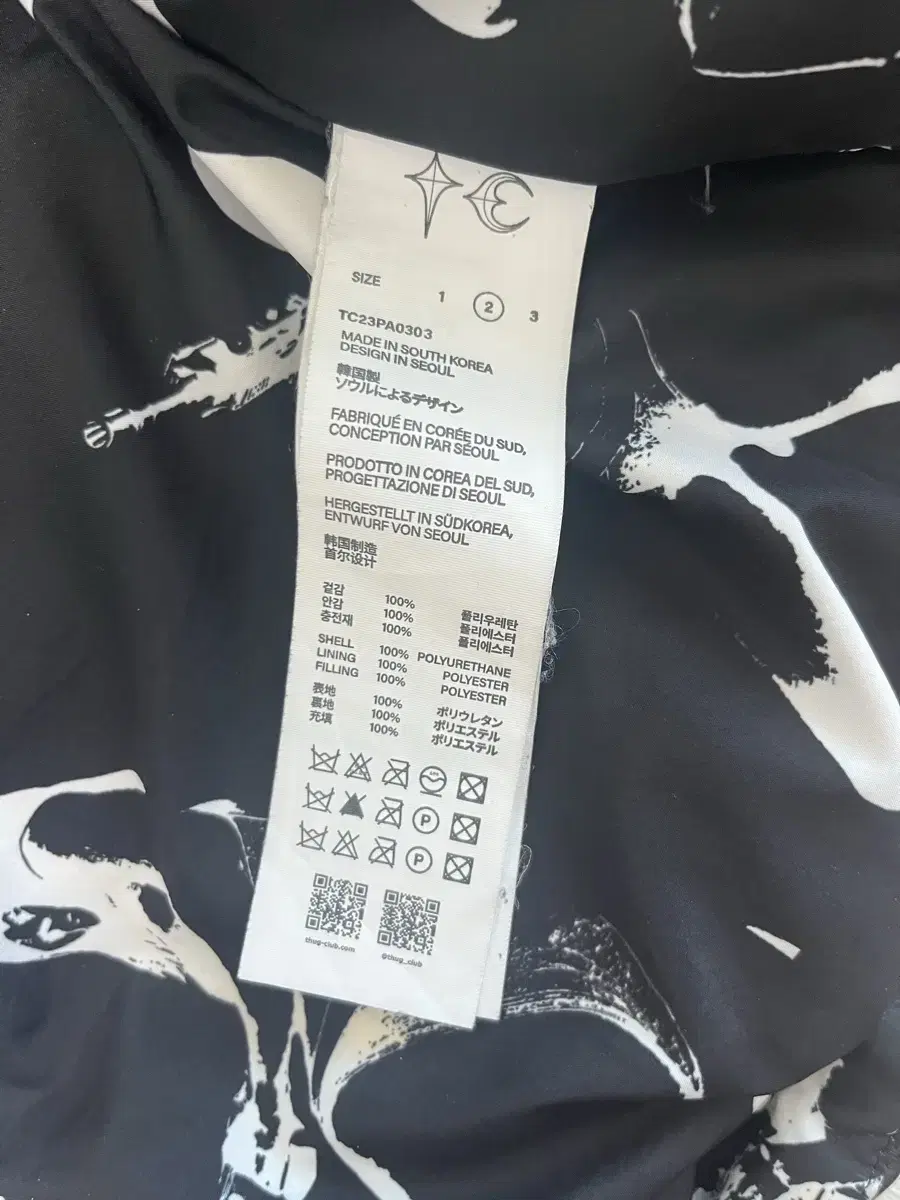 SIZE 1 2 3
TC23PA0303
MADE IN SOUTH KOREA
DESIGN IN SEOUL
韓国製
ソウルによるデザイン
FABRIQUÉ EN CORÉE DU SUD,
CONCEPTION PAR SÉOUL
PRODOTTO IN COREA DEL SUD,
PROGETTAZIONE DI SEOUL
HERGESTELLT IN SÜDKOREA,
ENTWURF VON SEOUL
韩国制造
首尔设计
겉감 100% 폴리우레탄
안감 100% 폴리에스터
충전재 100% 폴리에스터
SHELL 100% POLYURETHANE
LINING 100% POLYESTER
FILLING 100% POLYESTER
表地 100% ポリウレタン
裏地 100% ポリエステル
充填 100% ポリエステル
P
P
thug-club.com
@thug_club